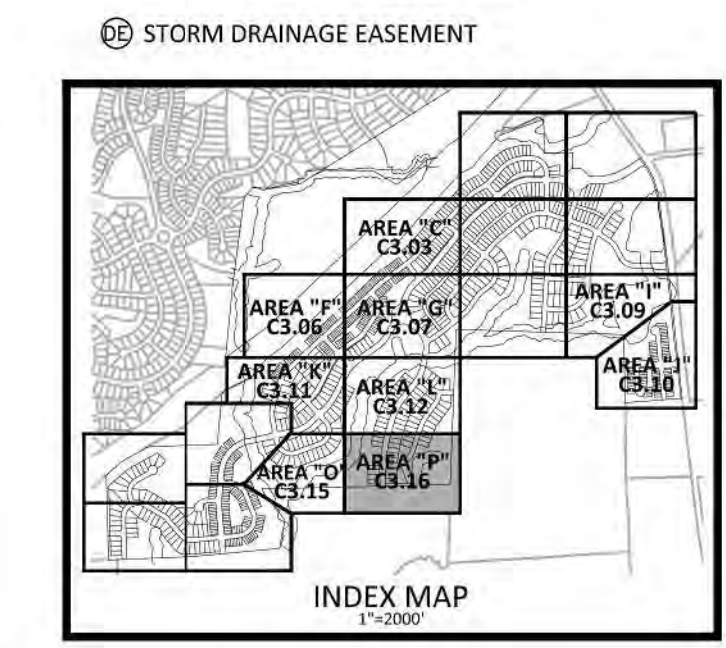 DE STORM DRAINAGE EASEMENT
AREA "C"
C3.03
AREA "F"
C3.06
AREA "G"
C3.07
AREA "I"
C3.09
AREA "J"
C3.10
AREA "K"
C3.11
AREA "L"
C3.12
AREA "O"
C3.15
AREA "P"
C3.16
INDEX MAP
1"=2000'